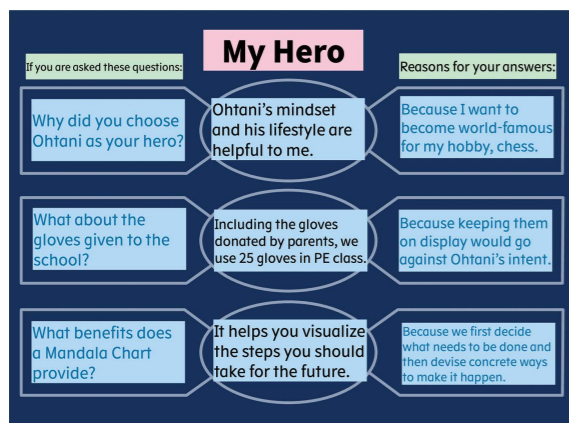 My Hero
If you are asked these questions:
Reasons for your answers:
Why did you choose
Ohtani as your hero?
Ohtani's mindset
and his lifestyle are
helpful to me.
Because I want to
become world-famous
for my hobby, chess.
What about the
gloves given to the
school?
Including the gloves
donated by parents, we
use 25 gloves in PE class.
Because keeping them
on display would go
against Ohtani's intent.
What benefits does
a Mandala Chart
provide?
It helps you visualize
the steps you should
take for the future.
Because we first decide
what needs to be done and
then devise concrete ways
to make it happen.